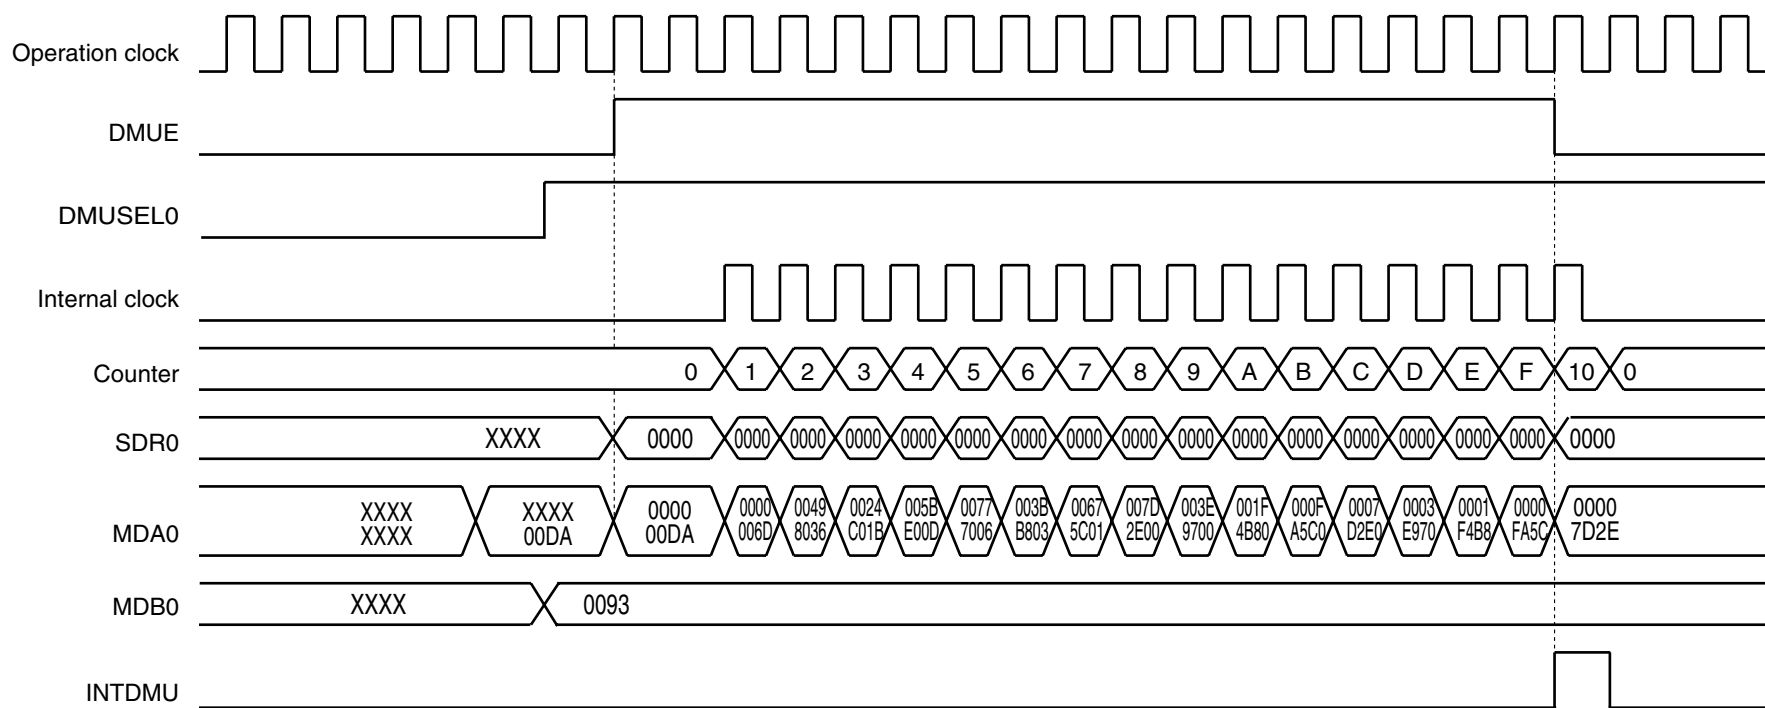 Operation clock
DMUE
DMUSEL0
Internal clock
Counter 0 1 2 3 4 5 6 7 8 9 A B C D E F 10 0
SDR0 XXXX 0000 0000 0000 0000 0000 0000 0000 0000 0000 0000 0000 0000 0000 0000 0000 0000 0000
XXXX XXXX 0000 0000 0049 0024 005B 0077 003B 0067 007D 003E 001F 000F 0007 0003 0001 0000 0000
MDA0 XXXX 00DA 00DA 006D 8036 C01B E00D 7006 B803 5C01 2E00 9700 4B80 A5C0 D2E0 E970 F4B8 FA5C 7D2E
MDB0 XXXX 0093
INTDMU